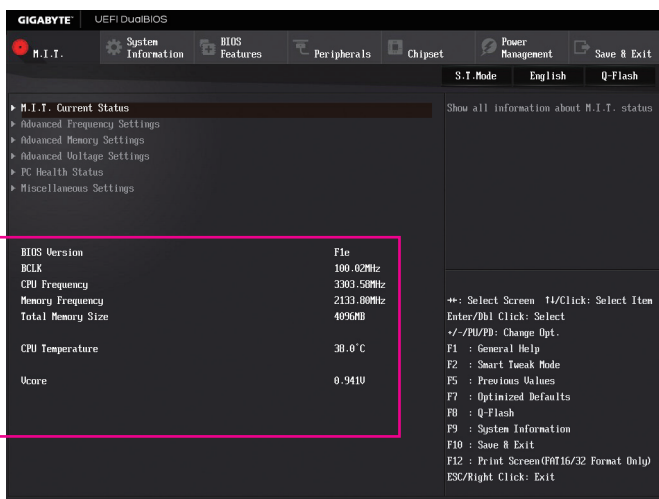 GIGABYTE™ UEFI DualBIOS
M.I.T. System Information BIOS Features Peripherals Chipset Power Management Save & Exit
S.T.Mode English Q-Flash
M.I.T. Current Status
Advanced Frequency Settings
Advanced Memory Settings
Advanced Voltage Settings
PC Health Status
Miscellaneous Settings
Show all information about M.I.T. status
BIOS Version F1e
BCLK 100.02MHz
CPU Frequency 3303.58MHz
Memory Frequency 2133.80MHz
Total Memory Size 4096MB
CPU Temperature 38.0°C
Vcore 0.941V
→←: Select Screen ↑↓/Click: Select Item
Enter/Dbl Click: Select
+/-/PU/PD: Change Opt.
F1 : General Help
F2 : Smart Tweak Mode
F5 : Previous Values
F7 : Optimized Defaults
F8 : Q-Flash
F9 : System Information
F10 : Save & Exit
F12 : Print Screen(FAT16/32 Format Only)
ESC/Right Click: Exit